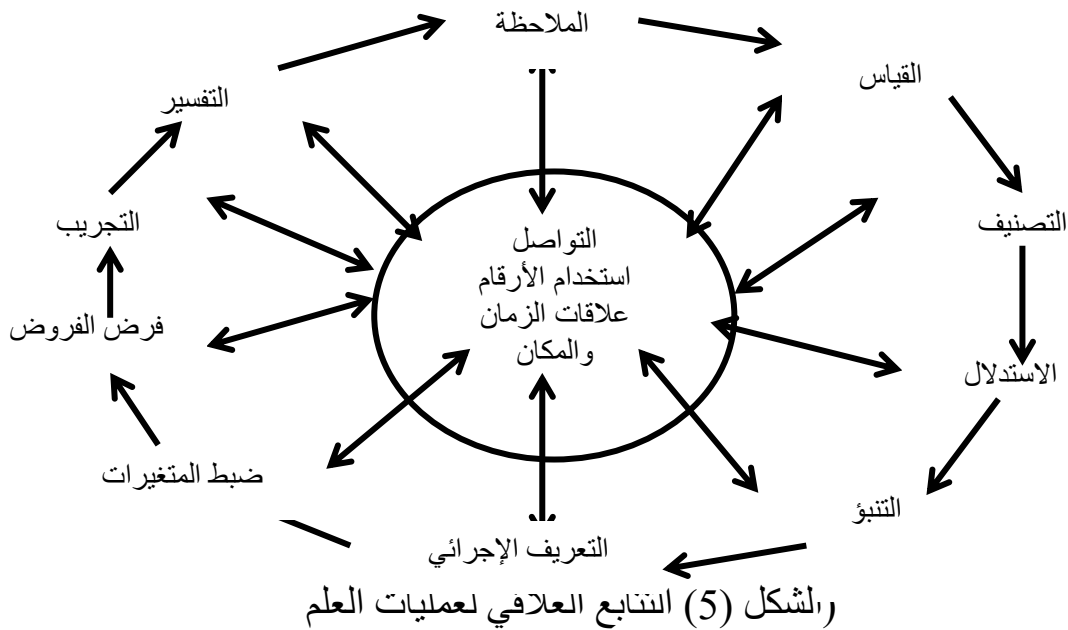 الملاحظة
القياس
التصنيف
الاستدلال
التنبؤ
التعريف الإجرائي
ضبط المتغيرات
فرض الفروض
التجريب
التفسير
التواصل
استخدام الأرقام
علاقات الزمان
والمكان
الشكل (5) التتابع العلاقي لعمليات العلم